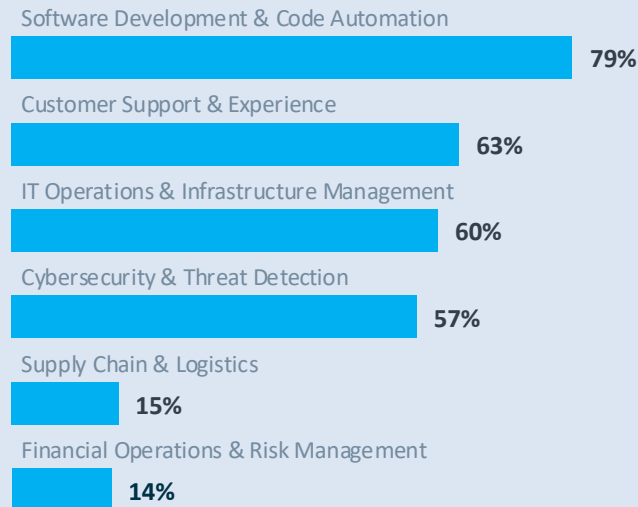 Software Development & Code Automation
79%
Customer Support & Experience
63%
IT Operations & Infrastructure Management
60%
Cybersecurity & Threat Detection
57%
Supply Chain & Logistics
15%
Financial Operations & Risk Management
14%